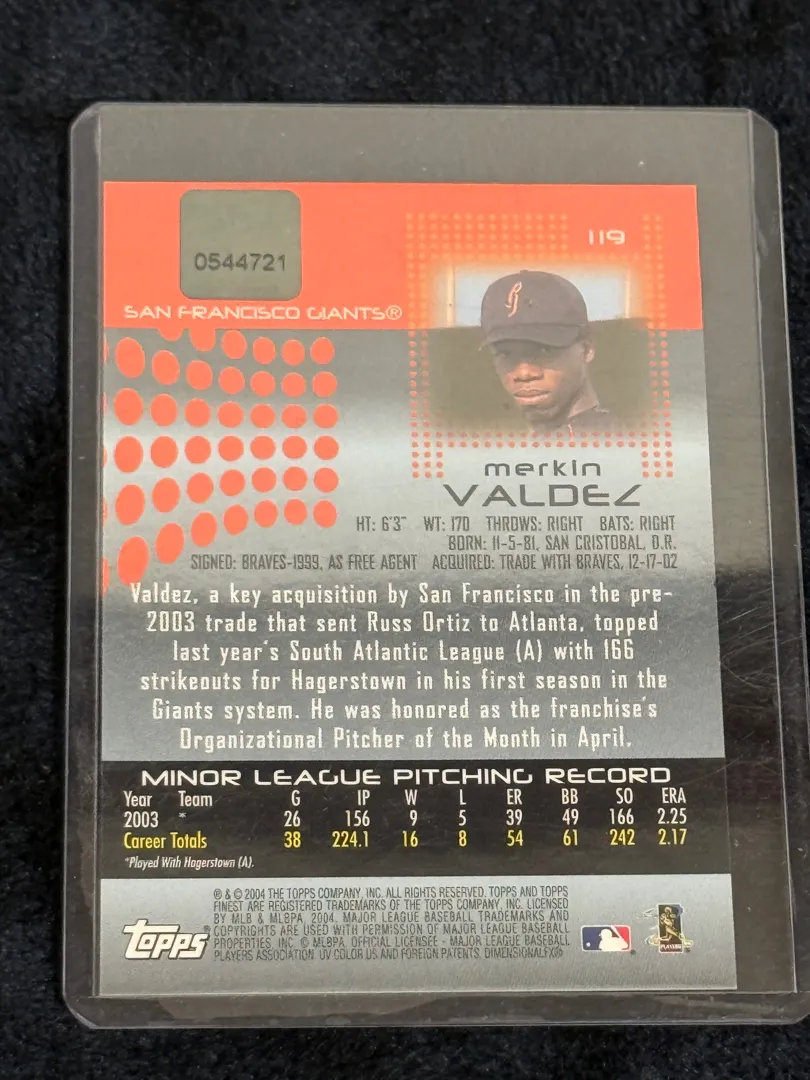 0544721
119
SAN FRANCISCO GIANTS®
merkin
VALDEZ
HT: 6'3" WT: 170 THROWS: RIGHT BATS: RIGHT
BORN: 11-5-81, SAN CRISTOBAL, D.R.
SIGNED: BRAVES-1999, AS FREE AGENT ACQUIRED: TRADE WITH BRAVES, 12-17-02
Valdez, a key acquisition by San Francisco in the pre-
2003 trade that sent Russ Ortiz to Atlanta, topped
last year's South Atlantic League (A) with 166
strikeouts for Hagerstown in his first season in the
Giants system. He was honored as the franchise's
Organizational Pitcher of the Month in April.
MINOR LEAGUE PITCHING RECORD
Year Team G IP W L ER BB SO ERA
2003 * 26 156 9 5 39 49 166 2.25
Career Totals 38 224.1 16 8 54 61 242 2.17
*Played With Hagerstown (A).
® & © 2004 THE TOPPS COMPANY, INC. ALL RIGHTS RESERVED. TOPPS AND TOPPS
FINEST ARE REGISTERED TRADEMARKS OF THE TOPPS COMPANY, INC. LICENSED
BY MLB & MLBPA, 2004. MAJOR LEAGUE BASEBALL TRADEMARKS AND
COPYRIGHTS ARE USED WITH PERMISSION OF MAJOR LEAGUE BASEBALL
PROPERTIES, INC. © MLBPA, OFFICIAL LICENSEE - MAJOR LEAGUE BASEBALL
PLAYERS ASSOCIATION. UV COLOR US AND FOREIGN PATENTS. DIMENSIONALFX®
topps®
PLAYERS